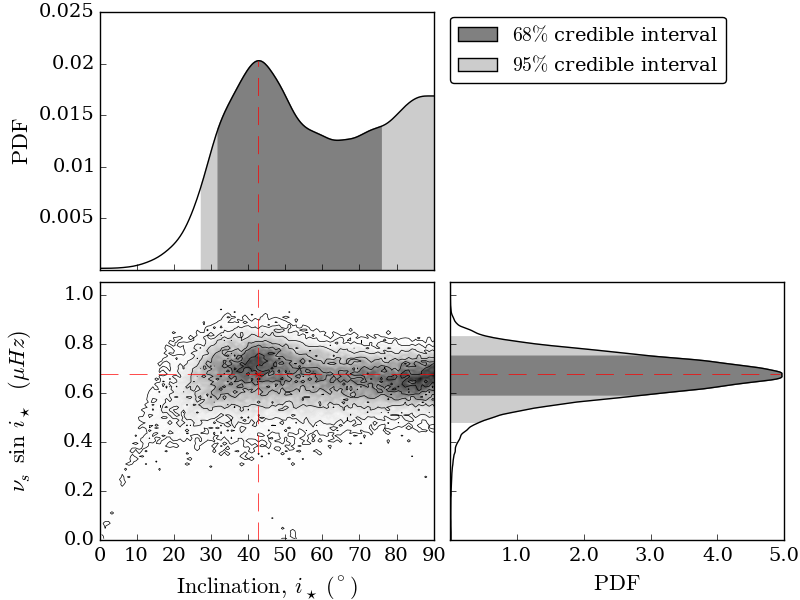 0.025
0.02
0.015
0.01
0.005
PDF
68% credible interval
95% credible interval
1.0
0.8
0.6
0.4
0.2
0.0
ν_s sin i_⋆ (μHz)
0 10 20 30 40 50 60 70 80 90
Inclination, i_⋆ (°)
1.0 2.0 3.0 4.0 5.0
PDF